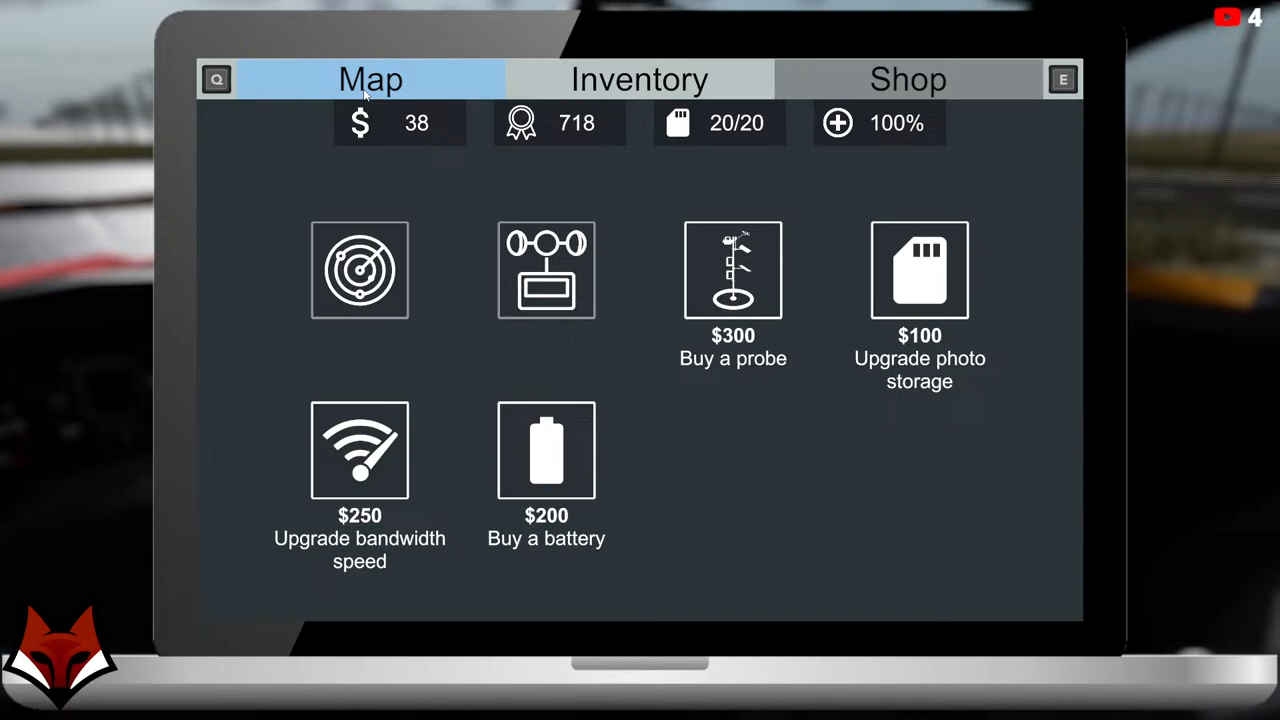 4
Q Map Inventory Shop E
$ 38 718 20/20 100%
$300
Buy a probe
$100
Upgrade photo
storage
$250
Upgrade bandwidth
speed
$200
Buy a battery